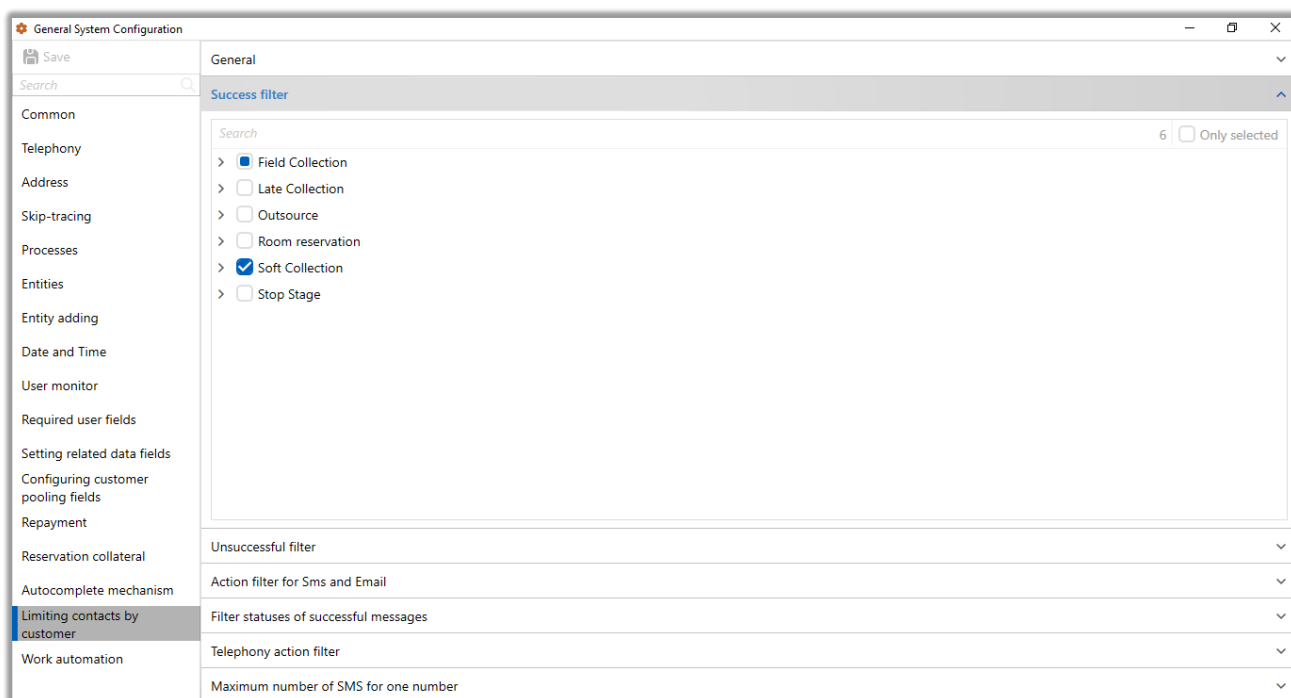 General System Configuration
Save
Search
Common
Telephony
Address
Skip-tracing
Processes
Entities
Entity adding
Date and Time
User monitor
Required user fields
Setting related data fields
Configuring customer
pooling fields
Repayment
Reservation collateral
Autocomplete mechanism
Limiting contacts by
customer
Work automation
General
Success filter
Search
6
Only selected
Field Collection
Late Collection
Outsource
Room reservation
Soft Collection
Stop Stage
Unsuccessful filter
Action filter for Sms and Email
Filter statuses of successful messages
Telephony action filter
Maximum number of SMS for one number